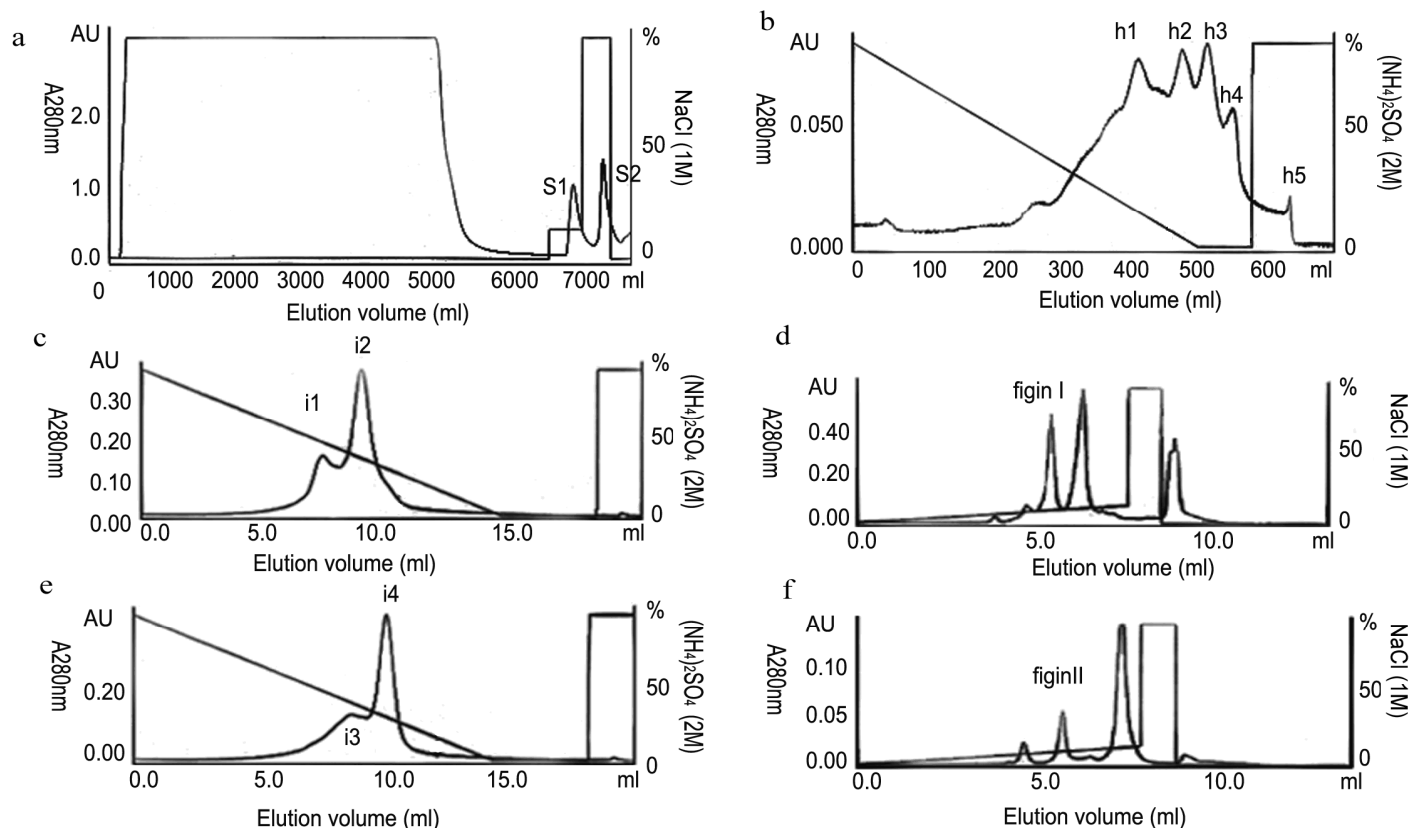 a
AU
A280nm
2.0
1.0
0.0
0
1000 2000 3000 4000 5000 6000 7000 ml
Elution volume (ml)
S1
S2
%
50
0
NaCl (1M)
b
AU
A280nm
0.050
0.000
0 100 200 300 400 500 600 ml
Elution volume (ml)
h1 h2 h3
h4
h5
%
50
0
(NH₄)₂SO₄ (2M)
c
AU
A280nm
0.30
0.20
0.10
0.00
0.0 5.0 10.0 15.0 ml
Elution volume (ml)
i1
i2
%
50
0
(NH₄)₂SO₄ (2M)
d
AU
A280nm
0.40
0.20
0.00
0.0 5.0 10.0 ml
Elution volume (ml)
figin I
%
50
0
NaCl (1M)
e
AU
A280nm
0.20
0.00
0.0 5.0 10.0 15.0 ml
Elution volume (ml)
i4
i3
%
50
0
(NH₄)₂SO₄ (2M)
f
AU
A280nm
0.10
0.05
0.00
0.0 5.0 10.0 ml
Elution volume (ml)
figinII
%
50
0
NaCl (1M)